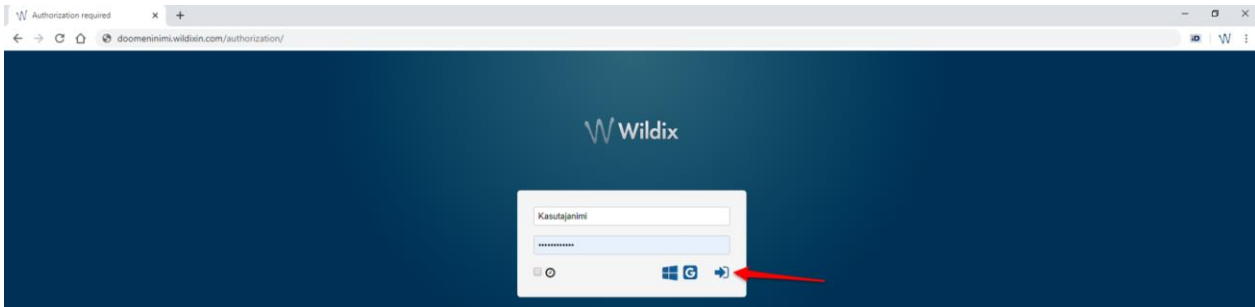 Authorization required
doomeninimi.wildixin.com/authorization/
Wildix
Kasutajanimi
••••••••••••